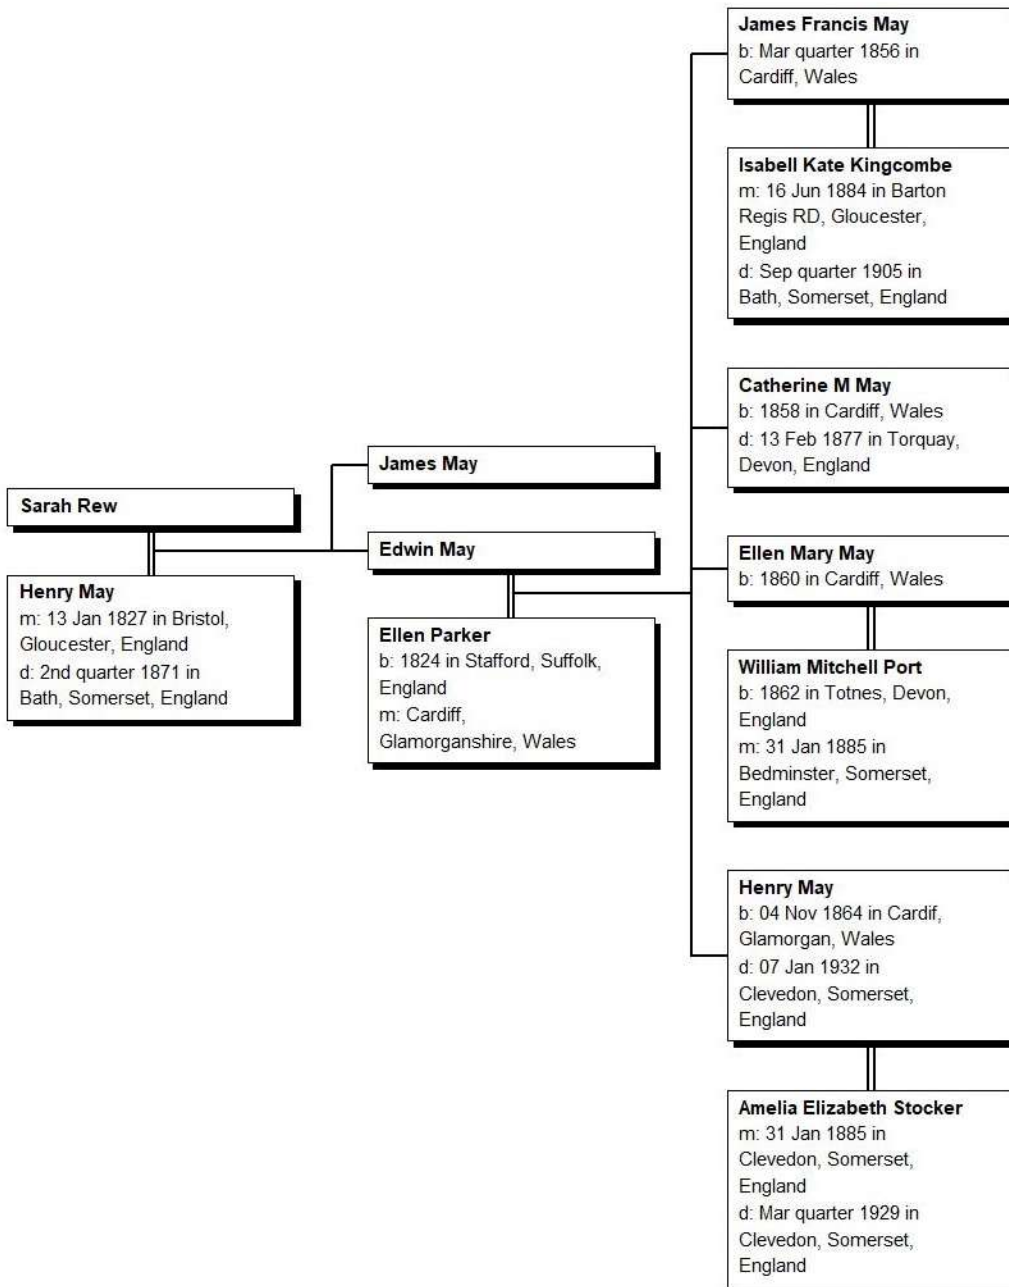 James Francis May
b: Mar quarter 1856 in
Cardiff, Wales
Isabell Kate Kingcombe
m: 16 Jun 1884 in Barton
Regis RD, Gloucester,
England
d: Sep quarter 1905 in
Bath, Somerset, England
Catherine M May
b: 1858 in Cardiff, Wales
d: 13 Feb 1877 in Torquay,
Devon, England
James May
Sarah Rew
Edwin May
Ellen Mary May
b: 1860 in Cardiff, Wales
Henry May
m: 13 Jan 1827 in Bristol,
Gloucester, England
d: 2nd quarter 1871 in
Bath, Somerset, England
Ellen Parker
b: 1824 in Stafford, Suffolk,
England
m: Cardiff,
Glamorganshire, Wales
William Mitchell Port
b: 1862 in Totnes, Devon,
England
m: 31 Jan 1885 in
Bedminster, Somerset,
England
Henry May
b: 04 Nov 1864 in Cardif,
Glamorgan, Wales
d: 07 Jan 1932 in
Clevedon, Somerset,
England
Amelia Elizabeth Stocker
m: 31 Jan 1885 in
Clevedon, Somerset,
England
d: Mar quarter 1929 in
Clevedon, Somerset,
England